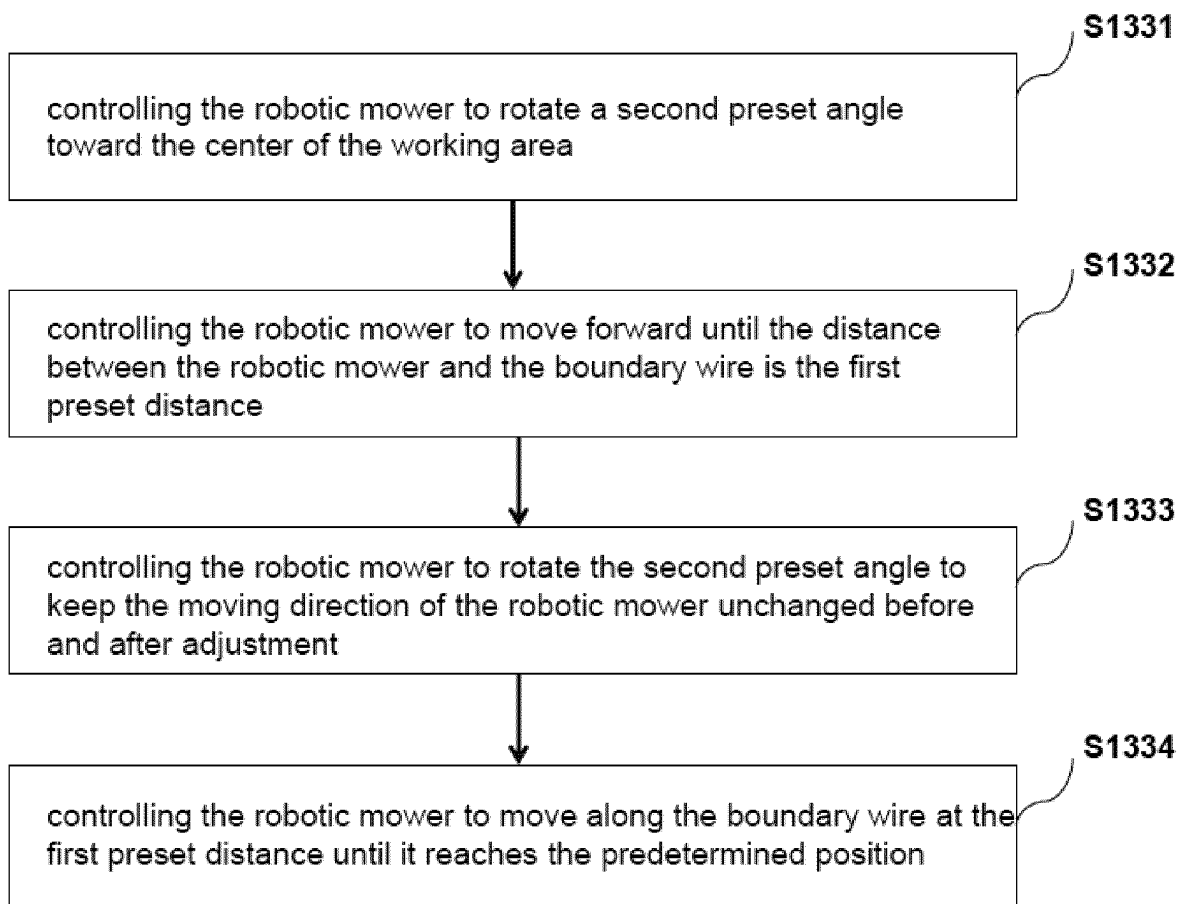 S1331
controlling the robotic mower to rotate a second preset angle
toward the center of the working area
S1332
controlling the robotic mower to move forward until the distance
between the robotic mower and the boundary wire is the first
preset distance
S1333
controlling the robotic mower to rotate the second preset angle to
keep the moving direction of the robotic mower unchanged before
and after adjustment
S1334
controlling the robotic mower to move along the boundary wire at the
first preset distance until it reaches the predetermined position